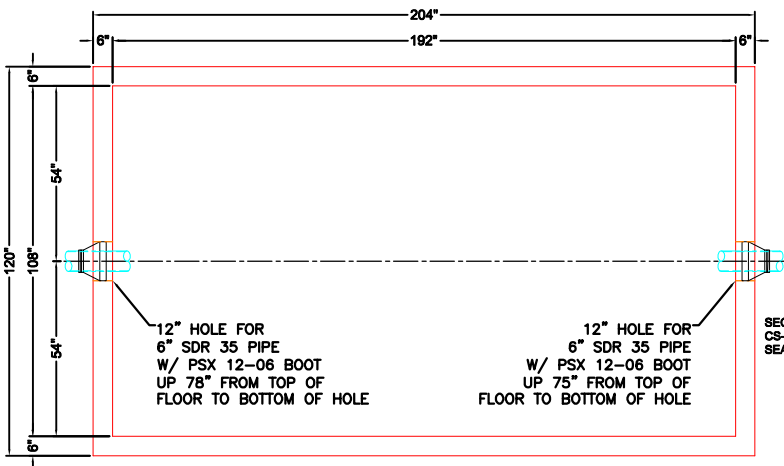 204"
6"
192"
6"
6"
54"
120"
108"
54"
6"
12" HOLE FOR
6" SDR 35 PIPE
W/ PSX 12-06 BOOT
UP 78" FROM TOP OF
FLOOR TO BOTTOM OF HOLE
12" HOLE FOR
6" SDR 35 PIPE
W/ PSX 12-06 BOOT
UP 75" FROM TOP OF
FLOOR TO BOTTOM OF HOLE
CS-